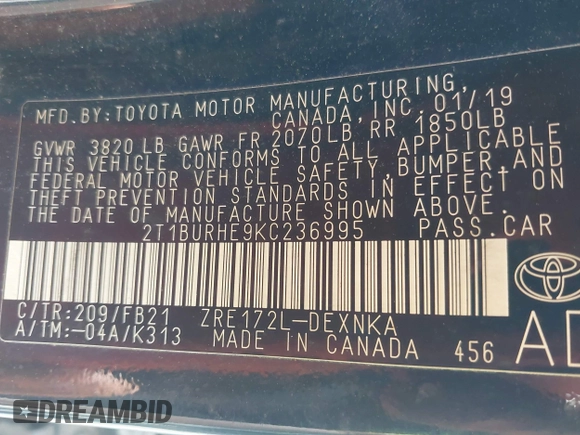 MFD. BY: TOYOTA MOTOR MANUFACTURING,
CANADA, INC. 01/19
GVWR 3820 LB GAWR FR 2070LB, RR 1850LB
THIS VEHICLE CONFORMS TO ALL APPLICABLE
FEDERAL MOTOR VEHICLE SAFETY, BUMPER, AND
THEFT PREVENTION STANDARDS IN EFFECT ON
THE DATE OF MANUFACTURE SHOWN ABOVE.
2T1BURHE9KC236995 PASS. CAR
C/TR: 209/FB21 ZRE172L-DEXNKA
A/TM: -04A/K313 MADE IN CANADA 456
DREAMBID